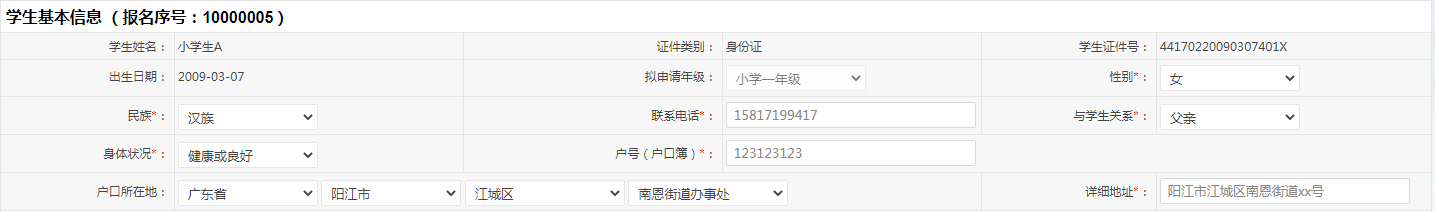 学生基本信息 （报名序号：10000005）
学生姓名： 小学生A 证件类别： 身份证 学生证件号： 44170220090307401X
出生日期： 2009-03-07 拟申请年级： 小学一年级 性别*： 女
民族*： 汉族 联系电话*： 15817199417 与学生关系*： 父亲
身体状况*： 健康或良好 户号（户口簿）*： 123123123
户口所在地： 广东省 阳江市 江城区 南恩街道办事处 详细地址*： 阳江市江城区南恩街道xx号